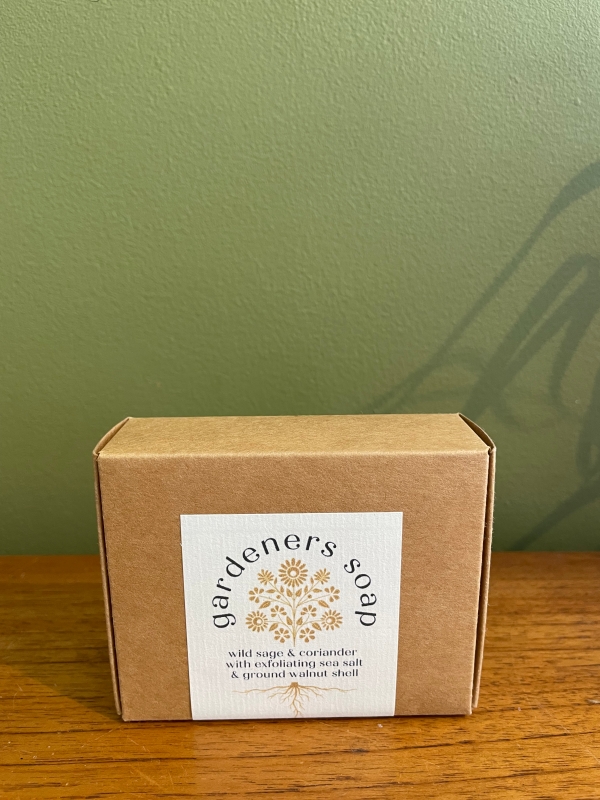 gardeners soap
wild sage & coriander
with exfoliating sea salt
& ground walnut shell